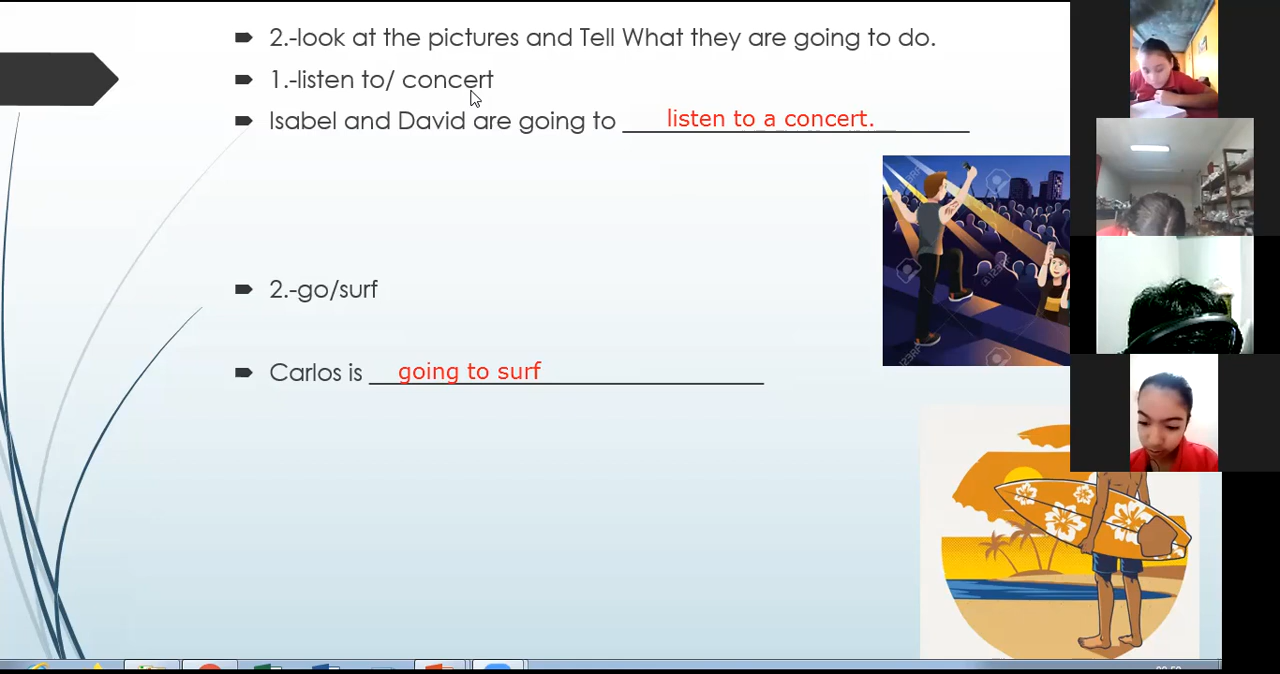 2.-look at the pictures and Tell What they are going to do.
1.-listen to/ concert
Isabel and David are going to listen to a concert.
2.-go/surf
Carlos is going to surf